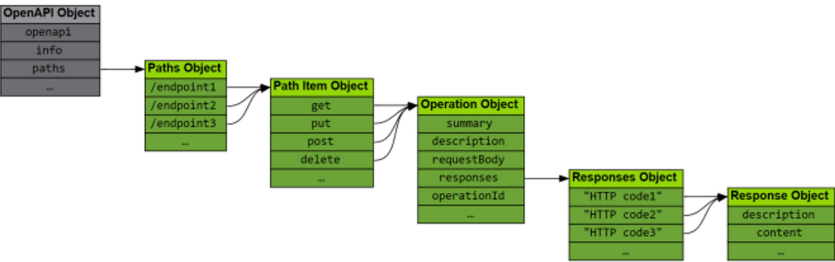 OpenAPI Object
openapi
info
paths
…
Paths Object
/endpoint1
/endpoint2
/endpoint3
…
Path Item Object
get
put
post
delete
…
Operation Object
summary
description
requestBody
responses
operationId
…
Responses Object
"HTTP code1"
"HTTP code2"
"HTTP code3"
…
Response Object
description
content
…